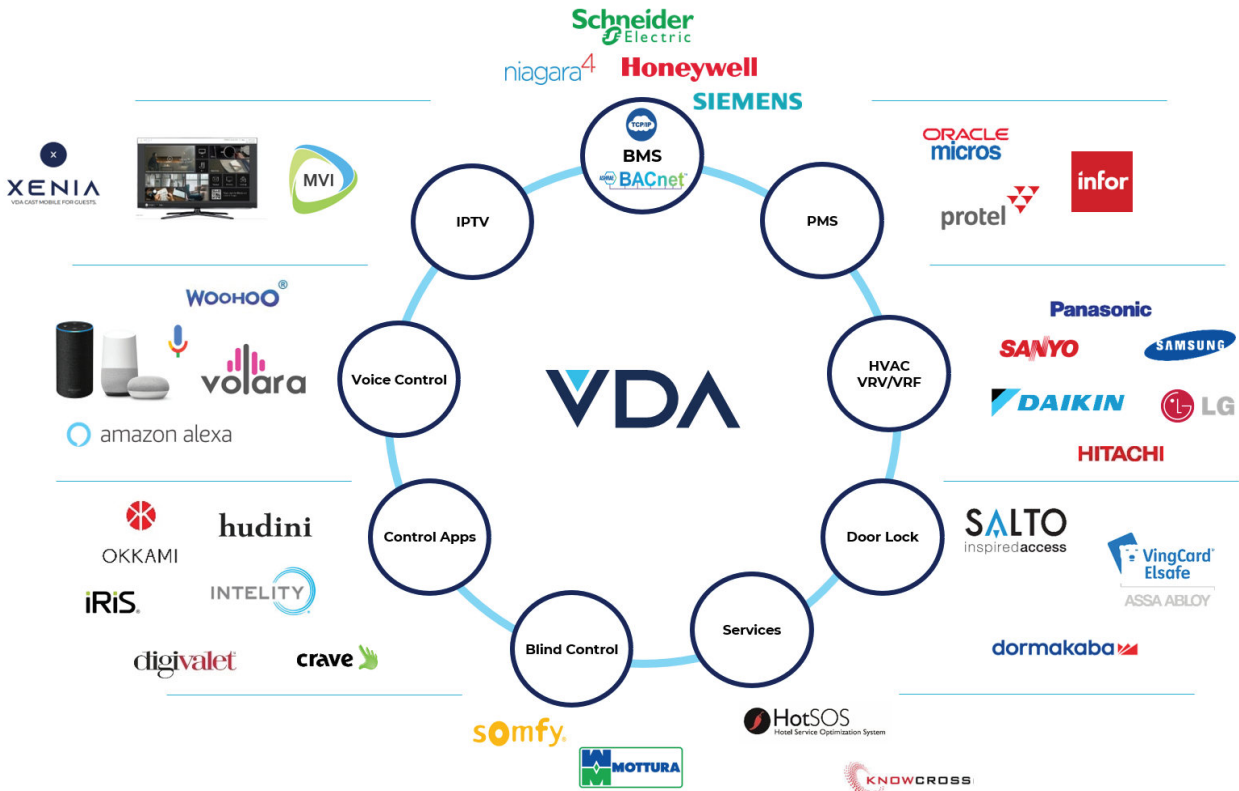 Schneider
Electric
niagara4
Honeywell
SIEMENS
TCP/IP
BMS
ASHRAE BACnet™
IPTV
PMS
X
XENIA
VDA CAST MOBILE FOR GUESTS.
MVI
ORACLE
micros
infor
protel
WOOHOO®
volara
amazon alexa
Voice Control
VDA
HVAC
VRV/VRF
Panasonic
SANYO
SAMSUNG
DAIKIN
LG
HITACHI
OKKAMI
hudini
iRiS.
INTELITY
digivalet
crave
Control Apps
Door Lock
SALTO
inspiredaccess
VingCard®
Elsafe
ASSA ABLOY
dormakaba
Blind Control
Services
somfy.
MOTTURA
HotSOS
Hotel Service Optimization System
KNOWCROSS